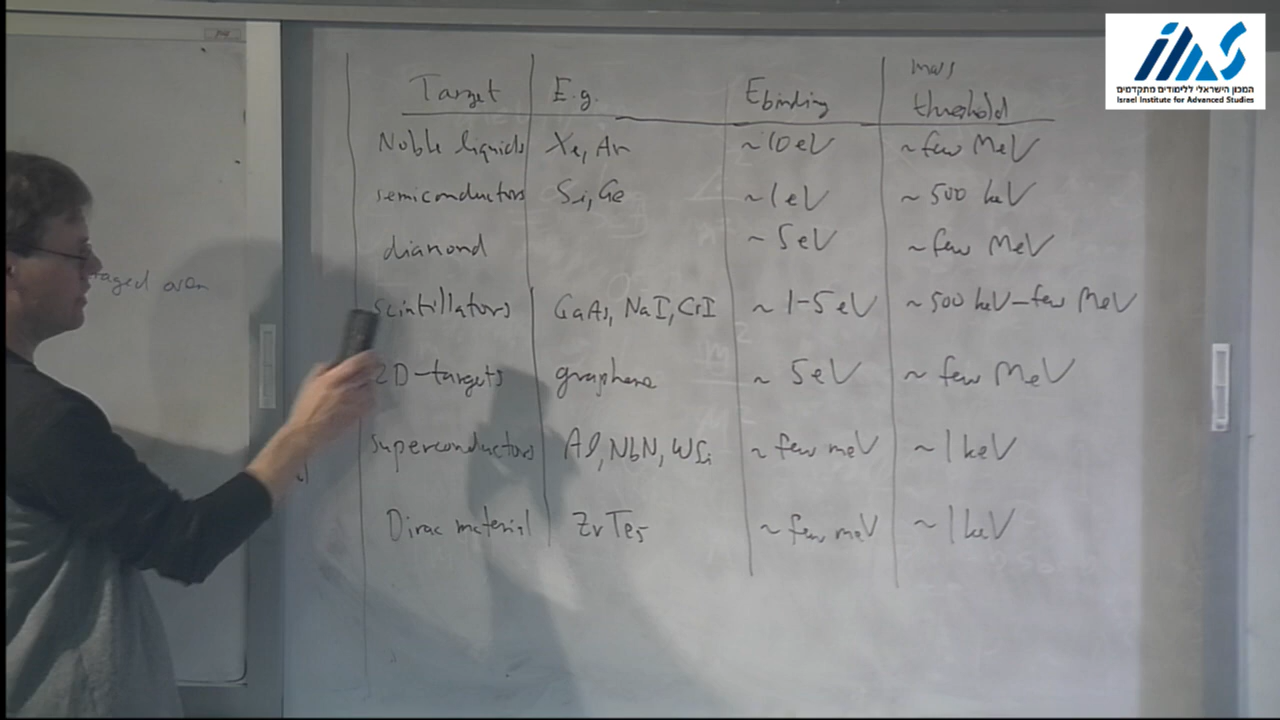 IIAS
המכון הישראלי ללימודים מתקדמים
Israel Institute for Advanced Studies
Target E.g. Ebinding mass threshold
Noble liquids Xe, Ar ~10eV ~few MeV
semiconductors Si, Ge ~1eV ~500 keV
diamond ~5eV ~few MeV
scintillators GaAs, NaI, CsI ~1-5eV ~500 keV-few MeV
2D-targets graphene ~5eV ~few MeV
superconductors Al, NbN, WSi ~few meV ~1keV
Dirac material ZrTe5 ~few meV ~1keV
aged over